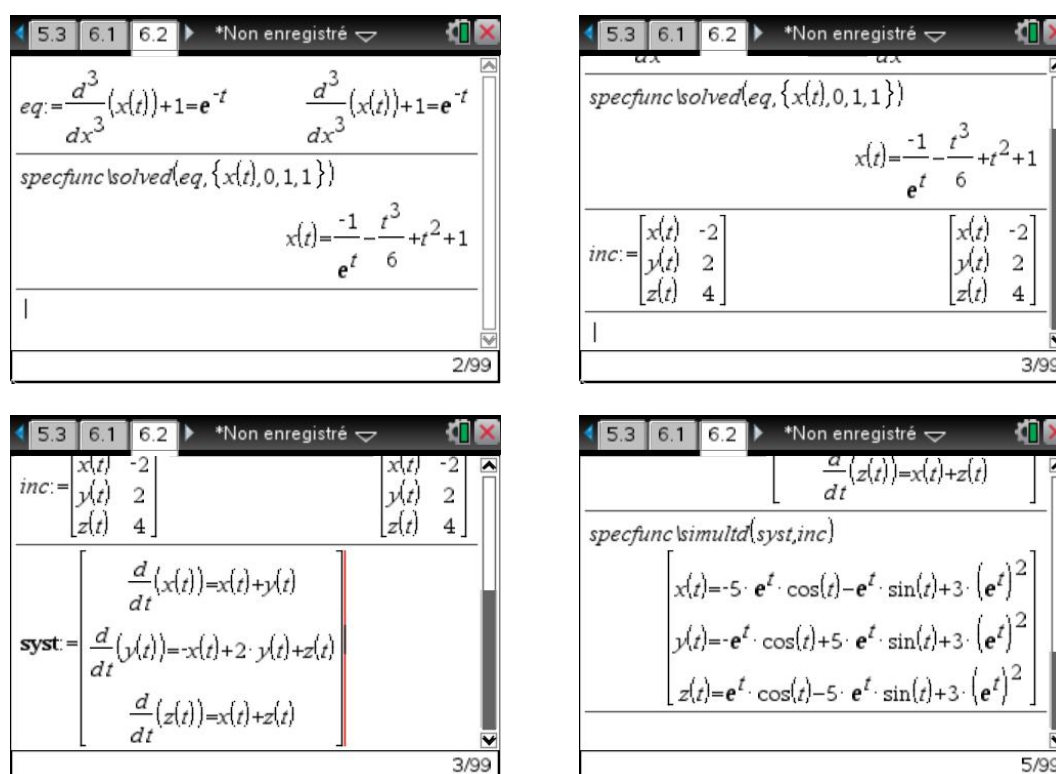 5.3 6.1 6.2 *Non enregistré
eq:=d^3/dx^3(x(t))+1=e^-t d^3/dx^3(x(t))+1=e^-t
specfunc\solved(eq,{x(t),0,1,1})
x(t)=-1/e^t-t^3/6+t^2+1
2/99
5.3 6.1 6.2 *Non enregistré
specfunc\solved(eq,{x(t),0,1,1})
x(t)=-1/e^t-t^3/6+t^2+1
inc:=[x(t) -2 [x(t) -2
y(t) 2 y(t) 2
z(t) 4] z(t) 4]
3/99
5.3 6.1 6.2 *Non enregistré
inc:=[x(t) -2 [x(t) -2
y(t) 2 y(t) 2
z(t) 4] z(t) 4]
d/dt(x(t))=x(t)+y(t)
syst:=[d/dt(y(t))=-x(t)+2·y(t)+z(t)]
d/dt(z(t))=x(t)+z(t)
3/99
5.3 6.1 6.2 *Non enregistré
d/dt(z(t))=x(t)+z(t)
specfunc\simultd(syst,inc)
x(t)=-5·e^t·cos(t)-e^t·sin(t)+3·(e^t)^2
y(t)=-e^t·cos(t)+5·e^t·sin(t)+3·(e^t)^2
z(t)=e^t·cos(t)-5·e^t·sin(t)+3·(e^t)^2
5/99